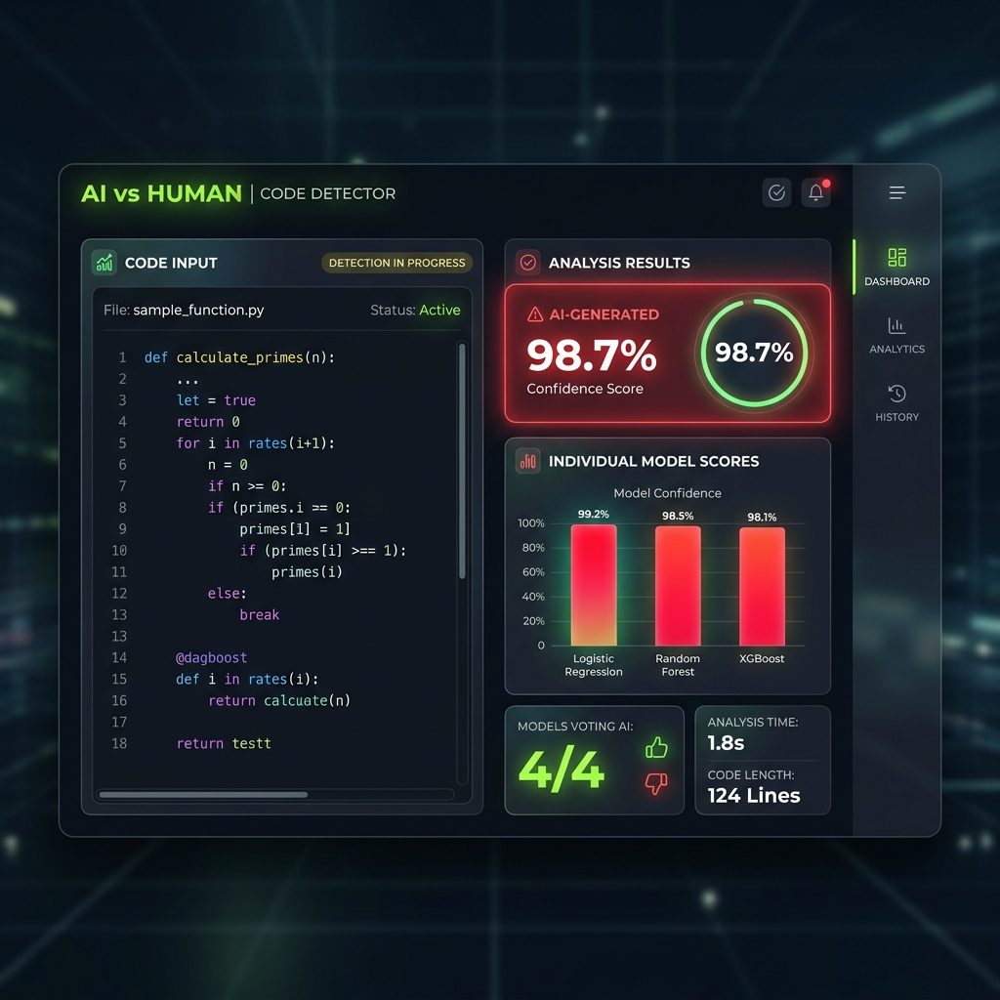 AI vs HUMAN | CODE DETECTOR
CODE INPUT
DETECTION IN PROGRESS
File: sample_function.py
Status: Active
1 def calculate_primes(n):
2 ...
3 let = true
4 return 0
5 for i in rates(i+1):
6 n = 0
7 if n >= 0:
8 if (primes.i >= 0:
9 primes[1] = 1]
10 if (primes[i] >== 1):
11 primes(i)
12 else:
13 break
13
14 @dagboost
15 def i in rates(i):
16 return calcuate(n)
17
18 return testt
ANALYSIS RESULTS
AI-GENERATED
98.7%
Confidence Score
98.7%
INDIVIDUAL MODEL SCORES
Model Confidence
100%
80%
60%
40%
20%
0
99.2%
98.5%
98.1%
Logistic
Regression
Random
Forest
XGBoost
MODELS VOTING AI:
4/4
ANALYSIS TIME:
1.8s
CODE LENGTH:
124 Lines
DASHBOARD
ANALYTICS
HISTORY